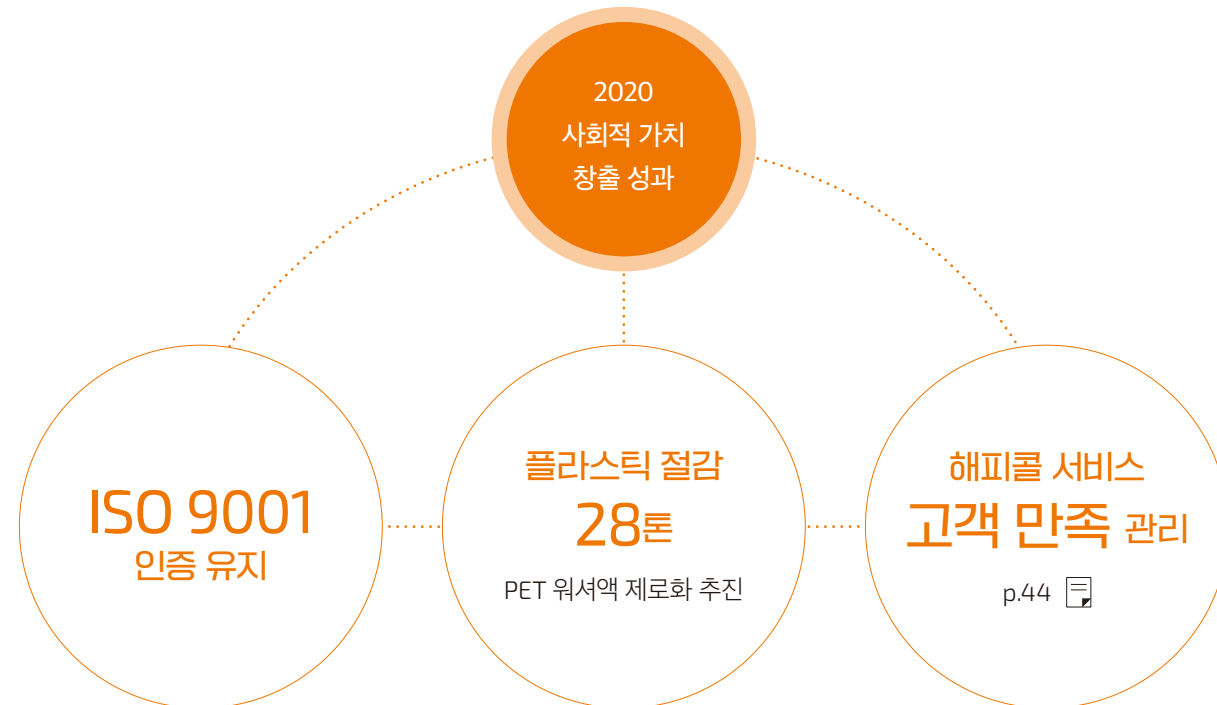 2020
사회적 가치
창출 성과
ISO 9001
인증 유지
플라스틱 절감
28톤
PET 워셔액 제로화 추진
해피콜 서비스
고객 만족 관리
p.44